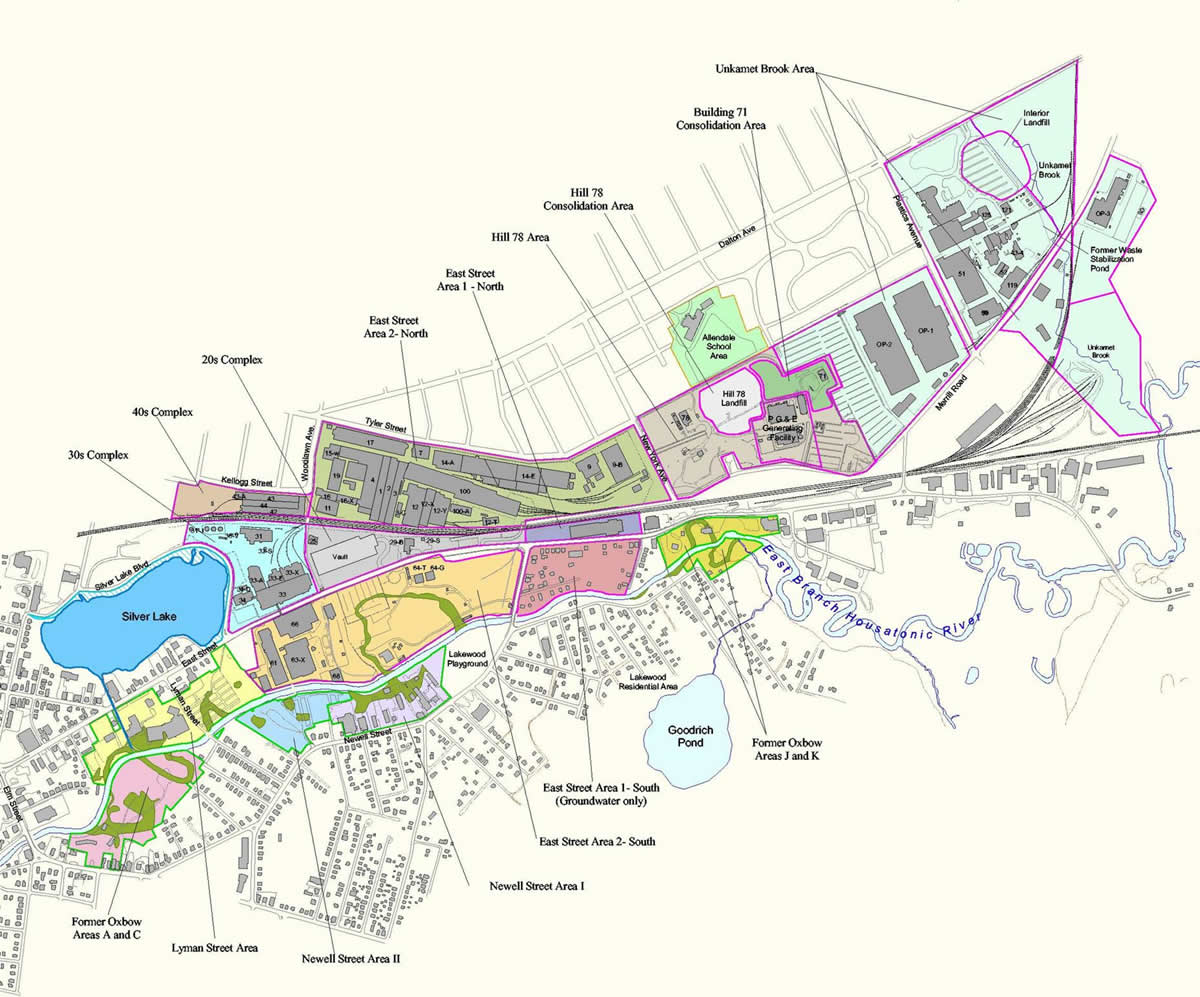 Unkamet Brook Area
Building 71
Consolidation Area
Interior
Landfill
Unkamet
Brook
Hill 78
Consolidation Area
Plastics Avenue
OP-3
Hill 78 Area
Dalton Ave
Former Waste
Stabilization
Pond
East Street
Area 1 - North
51
119
OP-1
OP-2
East Street
Area 2- North
Allendale
School
Area
Unkamet
Brook
20s Complex
71
Hill 78
Landfill
Merrill Road
40s Complex
78
P G & E
Generating
Facility
Tyler Street
17
T
New York Ave.
30s Complex
Woodlawn Ave.
15-W
14-A
14-E
9
9-B
19
4
1
2
3
100
Kellogg Street
43-A
43
44
42
16
16-X
11
12
12-X
12-Y
100-A
12-T
31
Vault
29-B
29-S
Silver Lake Blvd.
33-A
33-E
33-X
33
34
64-T
64-G
East Branch Housatonic River
Silver Lake
66
East Street
61
63-X
68
Lakewood
Playground
Lakewood
Residential Area
Lyman Street
Newell Street
Goodrich
Pond
Former Oxbow
Areas J and K
Elm Street
East Street Area 1- South
(Groundwater only)
East Street Area 2- South
Newell Street Area I
Former Oxbow
Areas A and C
Lyman Street Area
Newell Street Area II